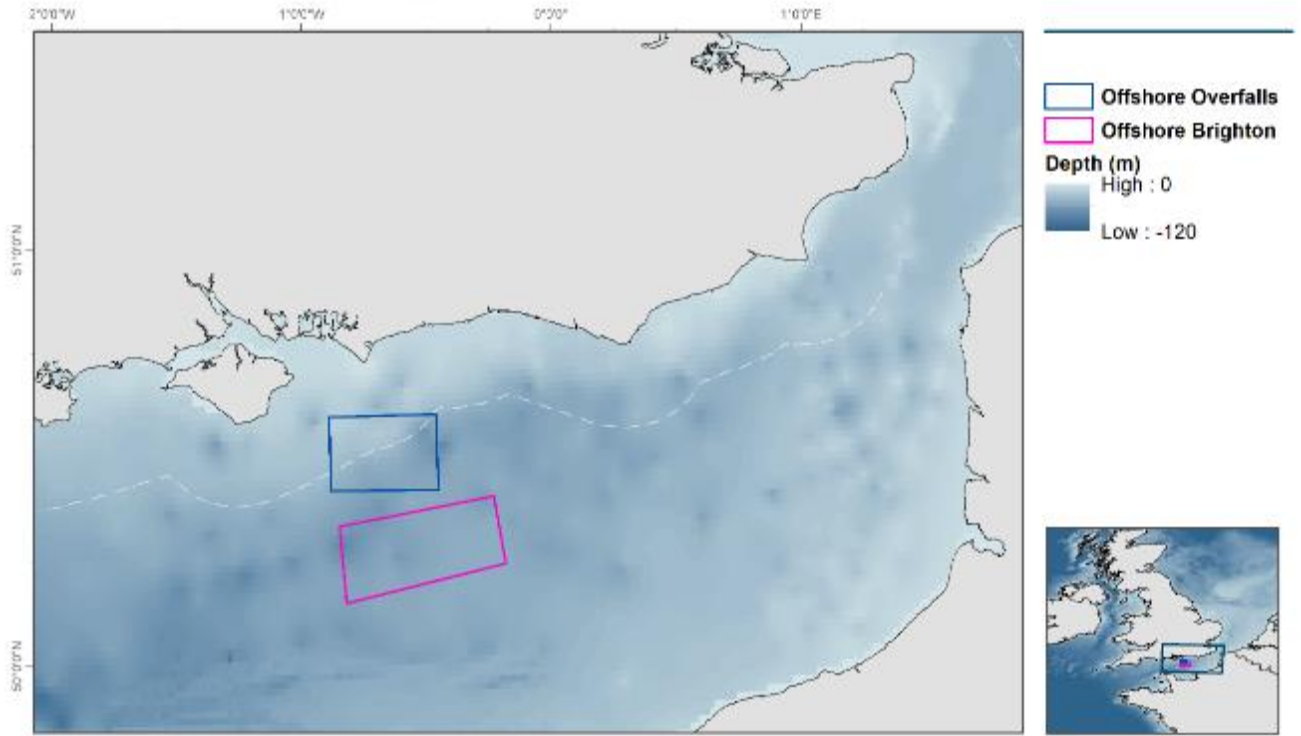 2°0'0"W 1°0'0"W 0°0'0" 1°0'0"E
51°0'0"N
50°0'0"N
Offshore Overfalls
Offshore Brighton
Depth (m)
High : 0
Low : -120